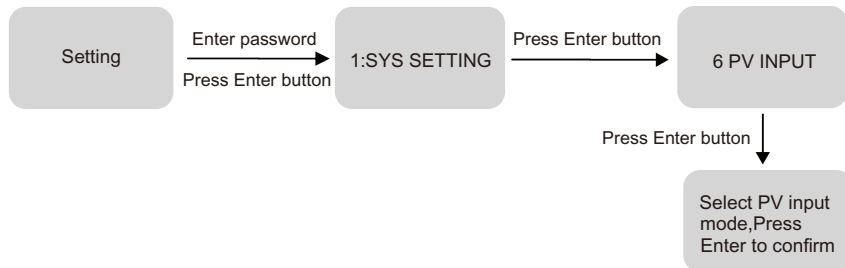 Setting
Enter password
Press Enter button
1:SYS SETTING
Press Enter button
6 PV INPUT
Press Enter button
Select PV input
mode,Press
Enter to confirm